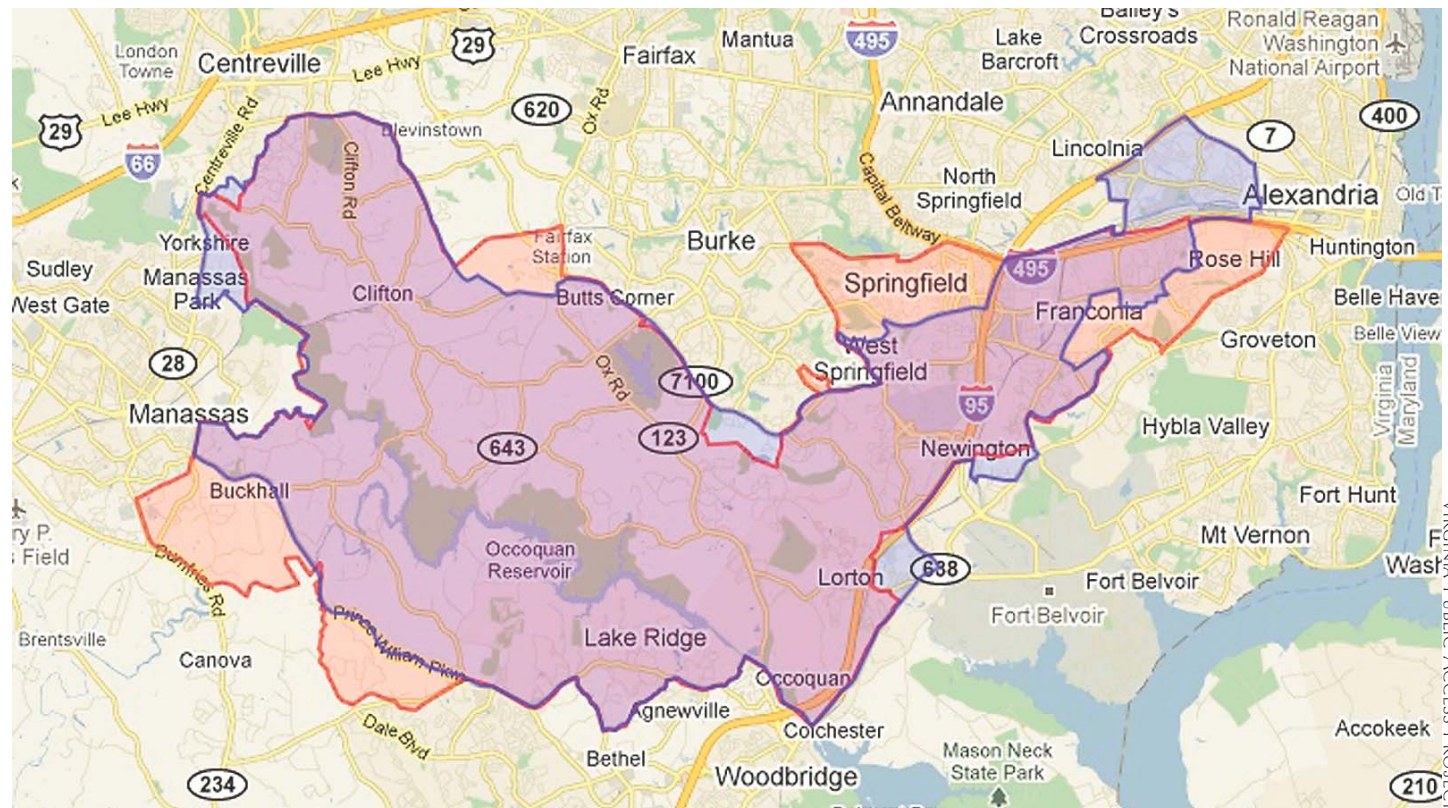 Bailey's
Crossroads
Ronald Reagan
Washington
National Airport
London
Towne
Centreville
29
Lee Hwy
Fairfax
Mantua
495
Lake
Barcroft
Annandale
400
29
Lee Hwy
66
Centreville Rd
620
Ox Rd
Blevinstown
Clifton Rd
Capital Beltway
Lincolnia
7
North
Springfield
Alexandria
Yorkshire
Fairfax
Station
Burke
Huntington
Sudley
Manassas
Park
West Gate
Clifton
Butts Corner
Springfield
495
Rose Hill
Belle
Franconia
Groveton
Belle View
28
West
Springfield
Ox Rd
7100
95
Virginia
Maryland
Manassas
643
123
Newington
Hybla Valley
Buckhall
Fort Hunt
Mt Vernon
Field
Dumfries Rd
Occoquan
Reservoir
Lorton
638
Fort Belvoir
Fort Belvoir
Brentsville
Canova
Prince William Pkwy
Lake Ridge
Occoquan
Agnewville
Dale Blvd
Colchester
Bethel
Accokeek
234
Woodbridge
Mason Neck
State Park
210